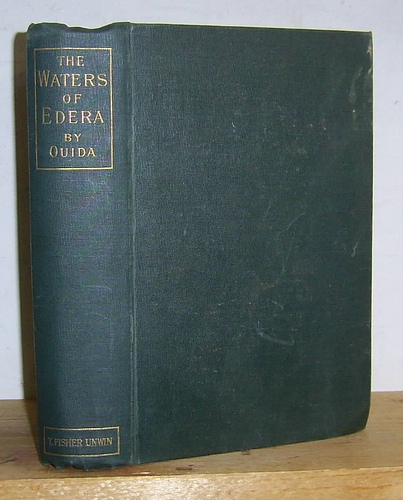 THE
WATERS
OF
EDERA
BY
OUIDA
T. FISHER UNWIN